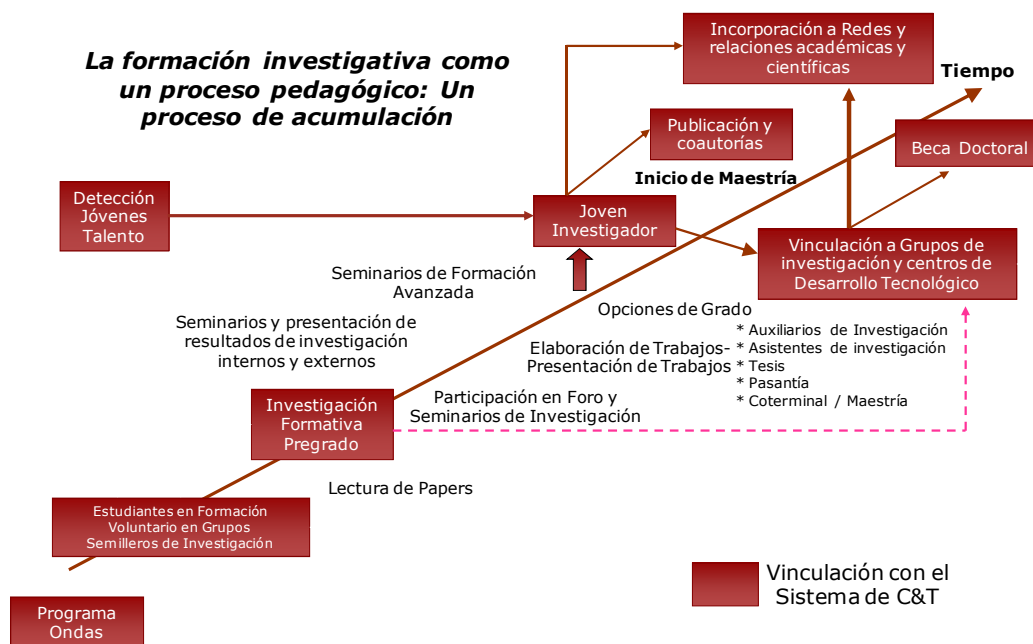 La formación investigativa como
un proceso pedagógico: Un
proceso de acumulación
Incorporación a Redes y
relaciones académicas y
científicas
Tiempo
Publicación y
coautorías
Beca Doctoral
Inicio de Maestría
Detección
Jóvenes
Talento
Joven
Investigador
Vinculación a Grupos de
investigación y centros de
Desarrollo Tecnológico
Seminarios de Formación
Avanzada
Opciones de Grado
Seminarios y presentación de
resultados de investigación
internos y externos
* Auxiliarios de Investigación
* Asistentes de investigación
* Tesis
* Pasantía
* Coterminal / Maestría
Elaboración de Trabajos-
Presentación de Trabajos
Participación en Foro y
Seminarios de Investigación
Investigación
Formativa
Pregrado
Lectura de Papers
Estudiantes en Formación
Voluntario en Grupos
Semilleros de Investigación
Programa
Ondas
Vinculación con el
Sistema de C&T